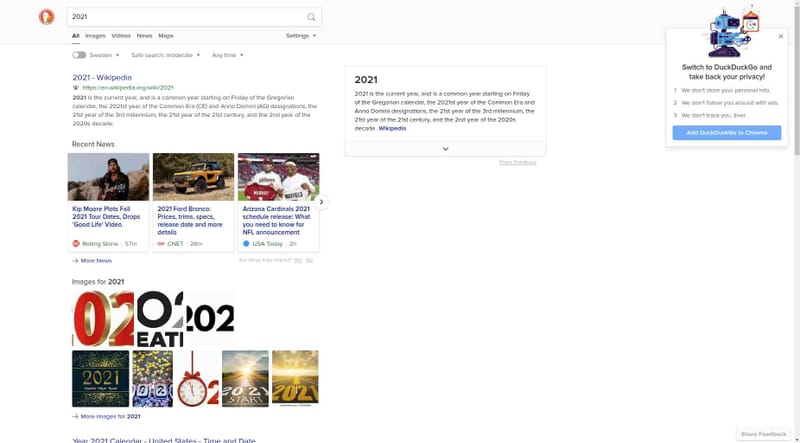 2021
All Images Videos News Maps Settings
Sweden Safe search: moderate Any time
2021 - Wikipedia
W https://en.wikipedia.org/wiki/2021
2021 is the current year, and is a common year starting on Friday of the Gregorian
calendar, the 2021st year of the Common Era (CE) and Anno Domini (AD) designations, the
21st year of the 3rd millennium, the 21st year of the 21st century, and the 2nd year of the
2020s decade.
Recent News
Kip Moore Plots Fall
2021 Tour Dates, Drops
'Good Life' Video
Rolling Stone · 57m
2021 Ford Bronco:
Prices, trims, specs,
release date and more
details
CNET · 28m
Arizona Cardinals 2021
schedule release: What
you need to know for
NFL announcement
USA Today · 2h
→ More News
Are these links helpful? Yes No
Images for 2021
02
O2
EATI
202
2021
HAPPY NEW YEAR
202
2021
START
2021
→ More Images for 2021
Year 2021 Calendar - United States - Time and Date
2021
2021 is the current year, and is a common year starting on Friday
of the Gregorian calendar, the 2021st year of the Common Era and
Anno Domini designations, the 21st year of the 3rd millennium, the
21st year of the 21st century, and the 2nd year of the 2020s
decade. Wikipedia
Share Feedback
Switch to DuckDuckGo and
take back your privacy!
1 We don't store your personal info.
2 We don't follow you around with ads.
3 We don't track you. Ever.
Add DuckDuckGo to Chrome
Share Feedback